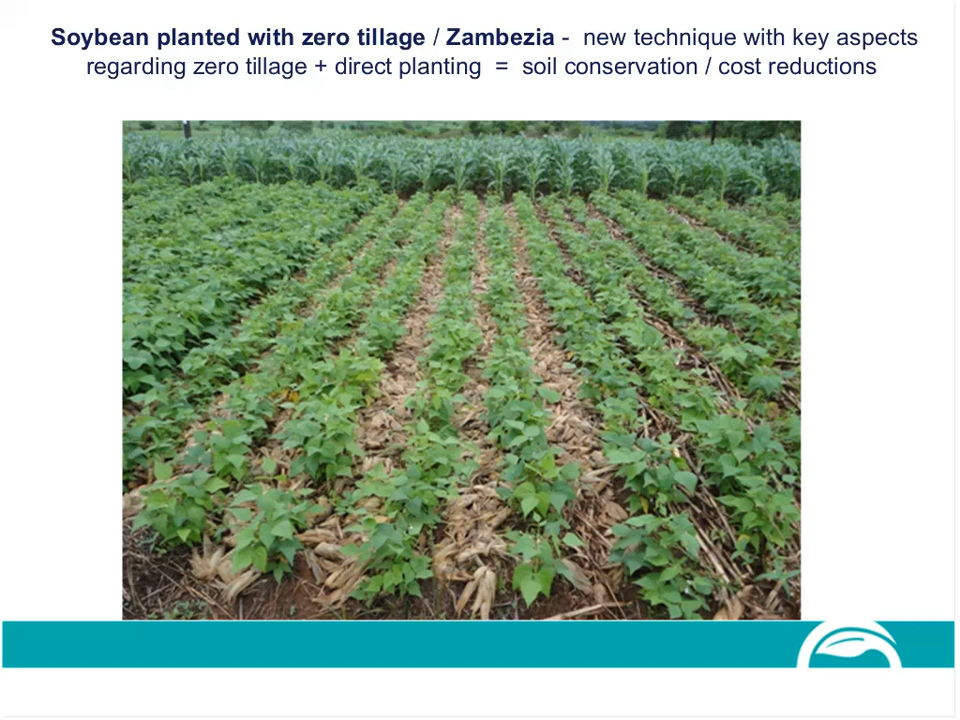 Soybean planted with zero tillage / Zambezia - new technique with key aspects
regarding zero tillage + direct planting = soil conservation / cost reductions